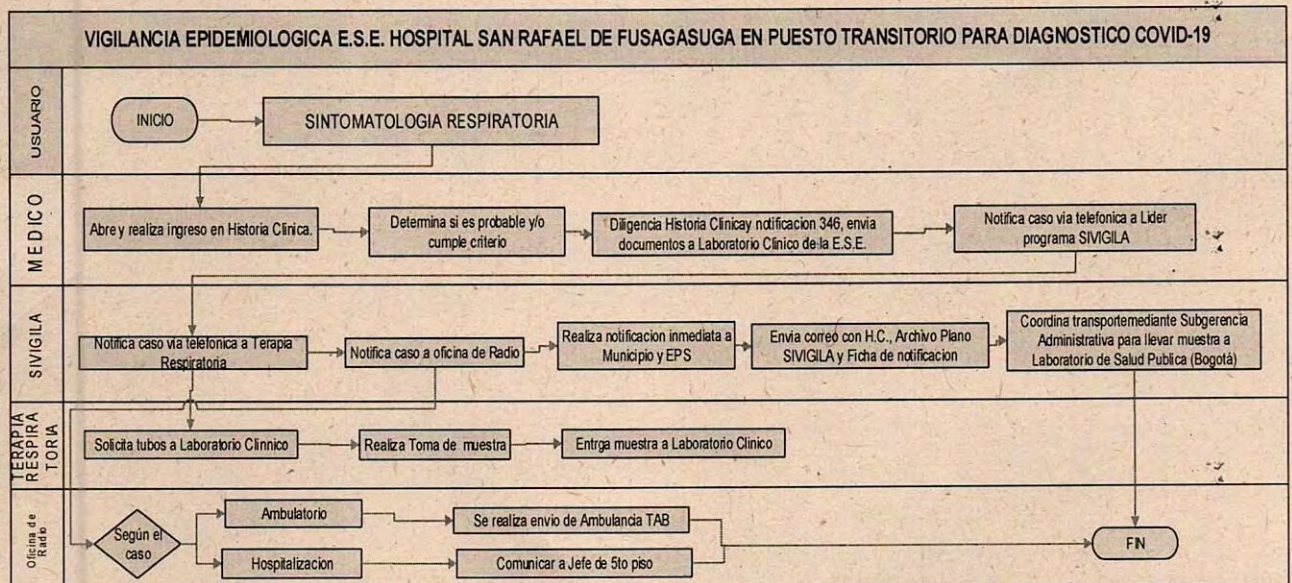 VIGILANCIA EPIDEMIOLOGICA E.S.E. HOSPITAL SAN RAFAEL DE FUSAGASUGA EN PUESTO TRANSITORIO PARA DIAGNOSTICO COVID-19
USUARIO
INICIO
SINTOMATOLOGIA RESPIRATORIA
MEDICO
Abre y realiza ingreso en Historia Clinica.
Determina si es probable y/o
cumple criterio
Diligencia Historia Clinicay notificacion 346, envia
documentos a Laboratorio Clinico de la E.S.E.
Notifica caso via telefonica a Lider
programa SIVIGILA
SIVIGILA
Notifica caso via telefonica a Terapia
Respiratoria
Notifica caso a oficina de Radio
Realiza notificacion inmediata a
Municipio y EPS
Envia correo con H.C., Archivo Plano
SIVIGILA y Ficha de notificacion
Coordina transportemediante Subgerencia
Administrativa para llevar muestra a
Laboratorio de Salud Publica (Bogotá)
TERAPIA
RESPIRA
TORIA
Solicita tubos a Laboratorio Clinnico
Realiza Toma de muestra
Entrga muestra a Laboratorio Clinico
Oficina de
Radio
Según el
caso
Ambulatorio
Se realiza envio de Ambulancia TAB
Hospitalizacion
Comunicar a Jefe de 5to piso
FIN